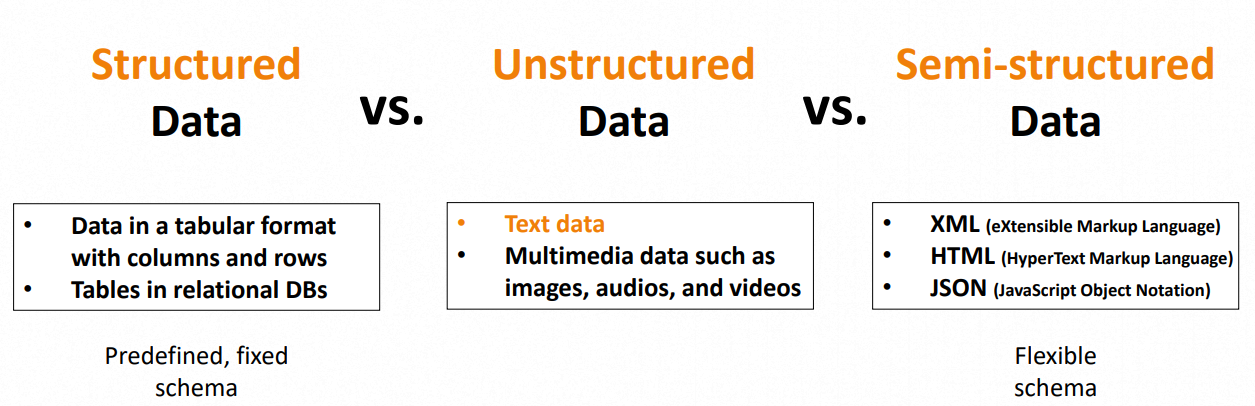 Structured
Data
vs.
Unstructured
Data
vs.
Semi-structured
Data
• Data in a tabular format
with columns and rows
• Tables in relational DBs
Predefined, fixed
schema
• Text data
• Multimedia data such as
images, audios, and videos
• XML (eXtensible Markup Language)
• HTML (HyperText Markup Language)
• JSON (JavaScript Object Notation)
Flexible
schema